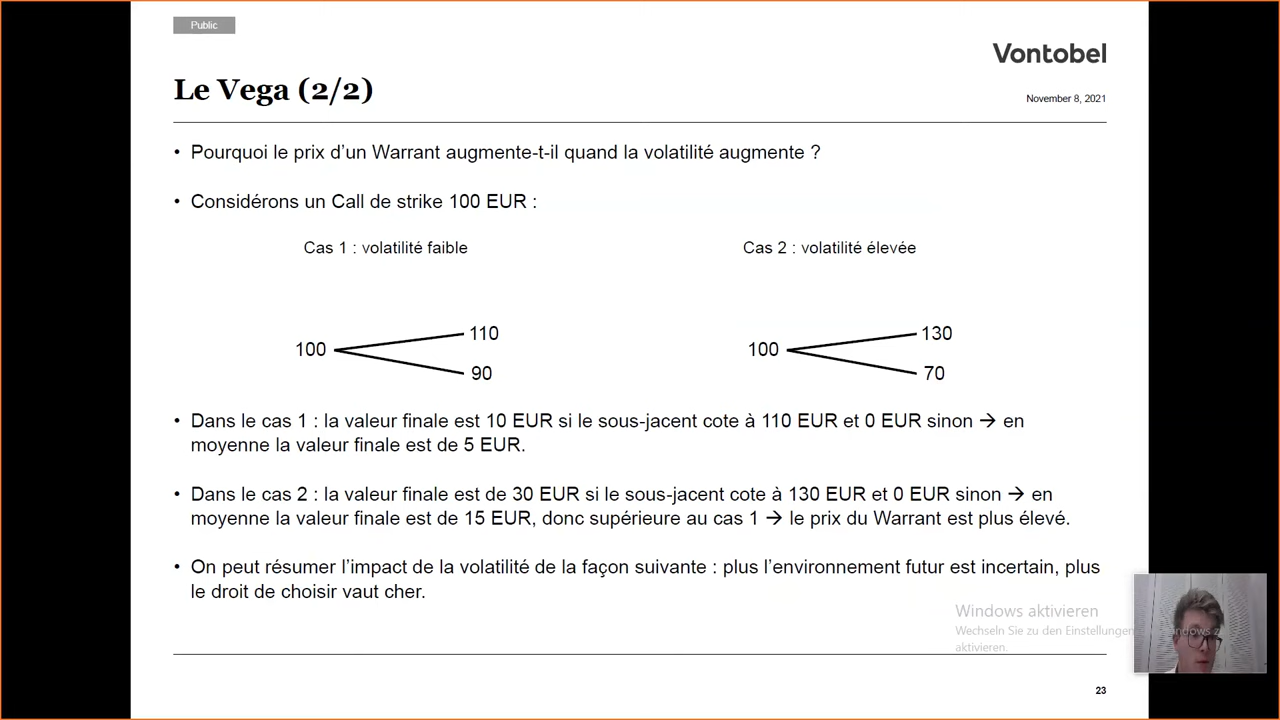 Public
Vontobel
Le Vega (2/2)
November 8, 2021
• Pourquoi le prix d'un Warrant augmente-t-il quand la volatilité augmente ?
• Considérons un Call de strike 100 EUR :
Cas 1 : volatilité faible
Cas 2 : volatilité élevée
110
100
90
130
100
70
• Dans le cas 1 : la valeur finale est 10 EUR si le sous-jacent cote à 110 EUR et 0 EUR sinon → en
moyenne la valeur finale est de 5 EUR.
• Dans le cas 2 : la valeur finale est de 30 EUR si le sous-jacent cote à 130 EUR et 0 EUR sinon → en
moyenne la valeur finale est de 15 EUR, donc supérieure au cas 1 → le prix du Warrant est plus élevé.
• On peut résumer l'impact de la volatilité de la façon suivante : plus l'environnement futur est incertain, plus
le droit de choisir vaut cher.
Windows aktivieren
Wechseln Sie zu den Einstellungen
aktivieren.
23